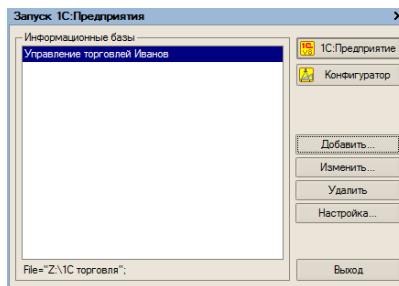 Запуск 1С:Предприятия
Информационные базы
Управление торговлей Иванов
1С:Предприятие
Конфигуратор
Добавить...
Изменить...
Удалить
Настройка...
File="Z:\1С торговля";
Выход